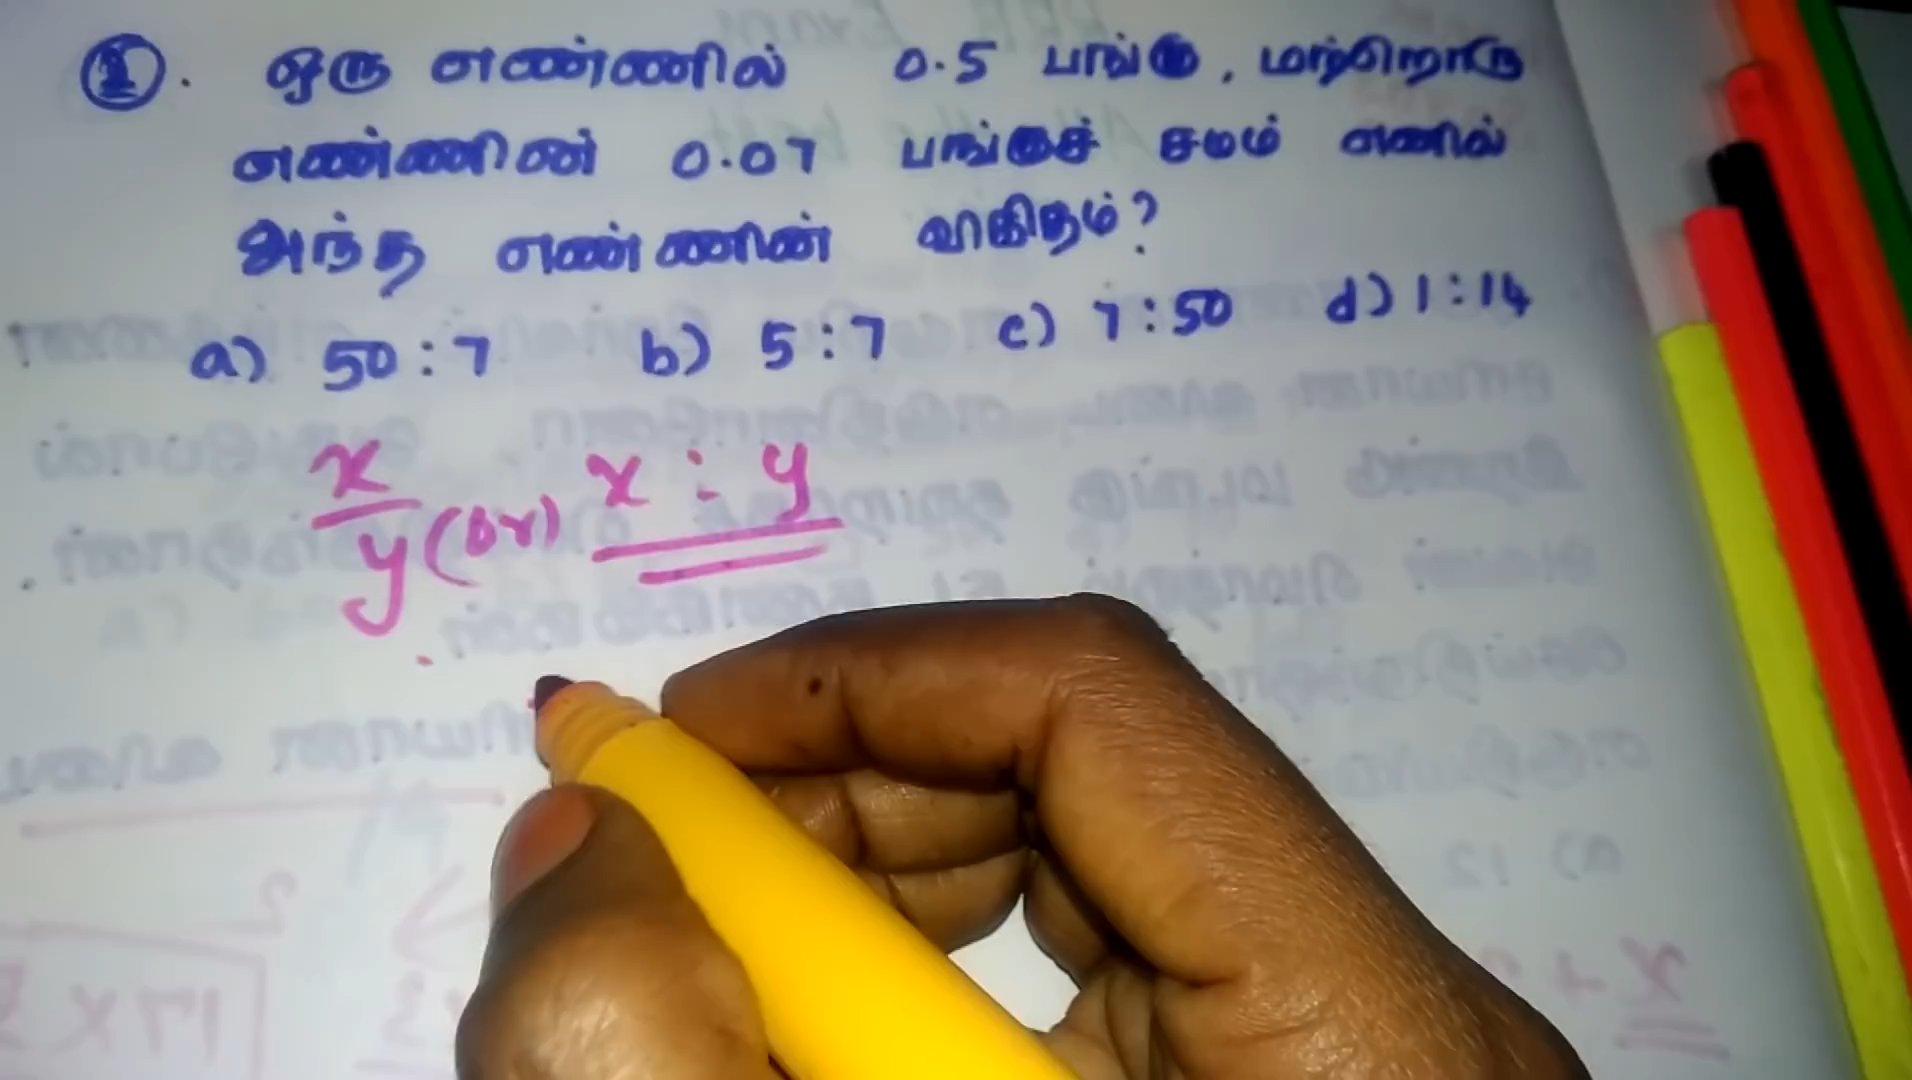 1. ஒரு எண்ணில் 0.5 பங்கு, மற்றொரு
எண்ணின் 0.07 பங்குச் சமம் எனில்
அந்த எண்ணின் விகிதம்?
a) 50:7 b) 5:7 c) 7:50 d) 1:14
x/y (or) x : y